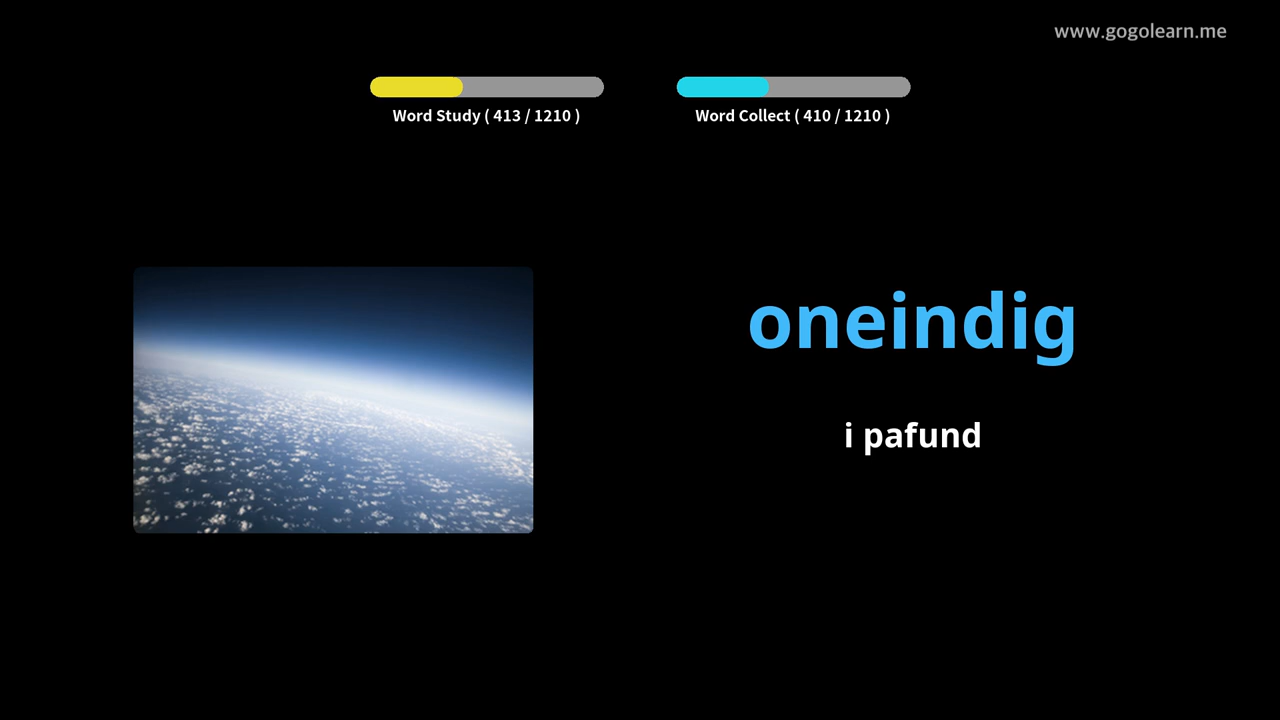 www.gogolearn.me
Word Study ( 413 / 1210 )
Word Collect ( 410 / 1210 )
oneindig
i pafund